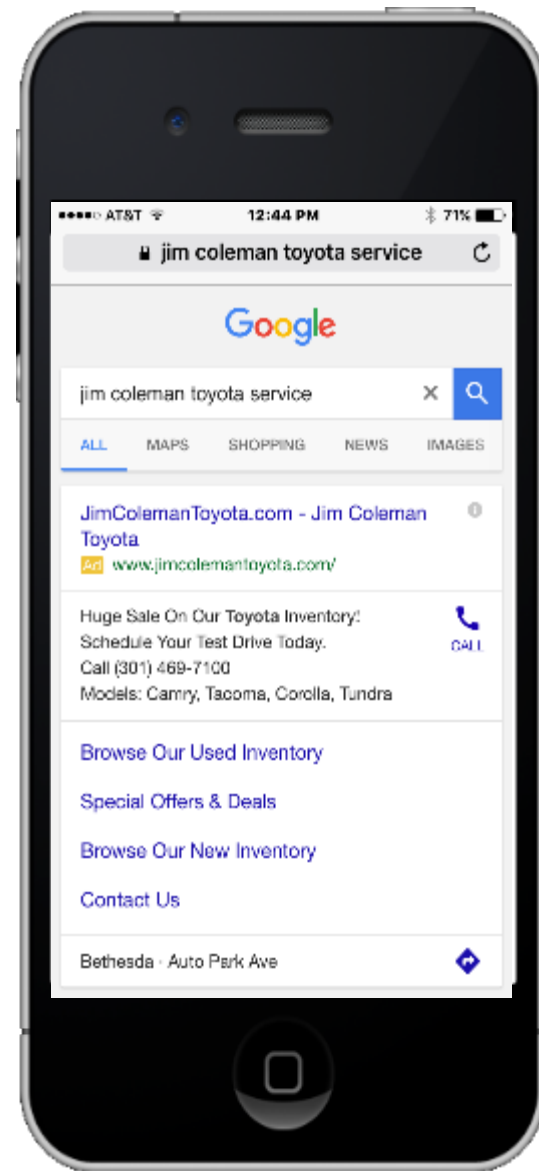 AT&T 12:44 PM 71%
jim coleman toyota service
Google
jim coleman toyota service
ALL MAPS SHOPPING NEWS IMAGES
JimColemanToyota.com - Jim Coleman
Toyota
Ad www.jimcolemantoyota.com/
Huge Sale On Our Toyota Inventory!
Schedule Your Test Drive Today.
CALL
Call (301) 469-7100
Models: Camry, Tacoma, Corolla, Tundra
Browse Our Used Inventory
Special Offers & Deals
Browse Our New Inventory
Contact Us
Bethesda · Auto Park Ave